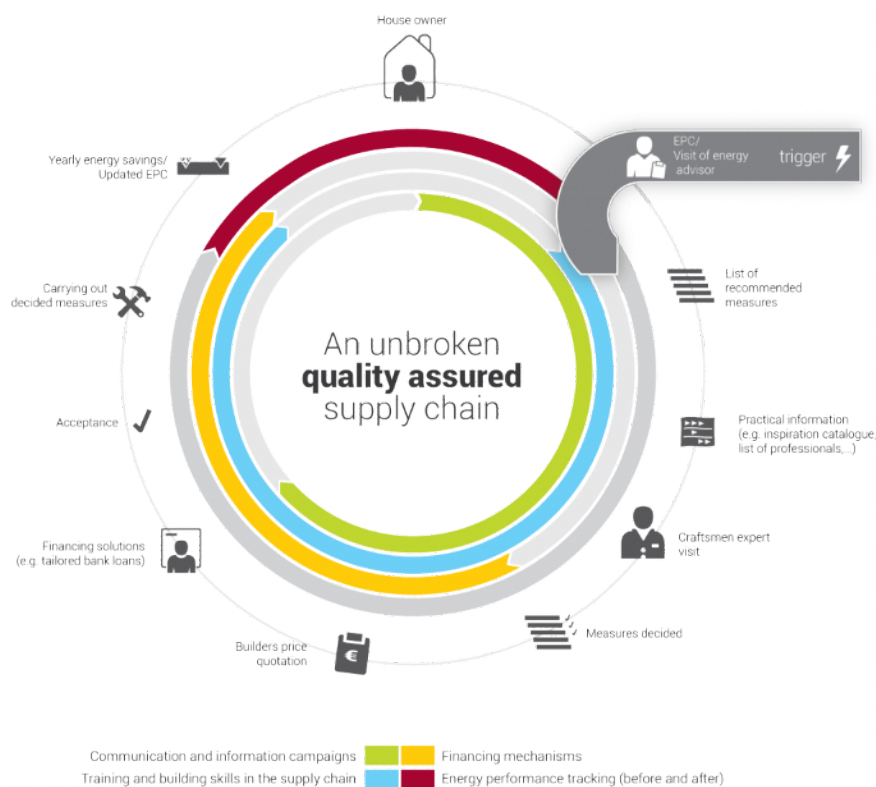 House owner
EPC/
Visit of energy
advisor
trigger
List of
recommended
measures
Practical information
(e.g. inspiration catalogue,
list of professionals,...)
Craftsmen expert
visit
Measures decided
Builders price
quotation
€
Financing solutions
(e.g. tailored bank loans)
Acceptance
Carrying out
decided measures
Yearly energy savings/
Updated EPC
An unbroken
quality assured
supply chain
Communication and information campaigns
Financing mechanisms
Training and building skills in the supply chain
Energy performance tracking (before and after)